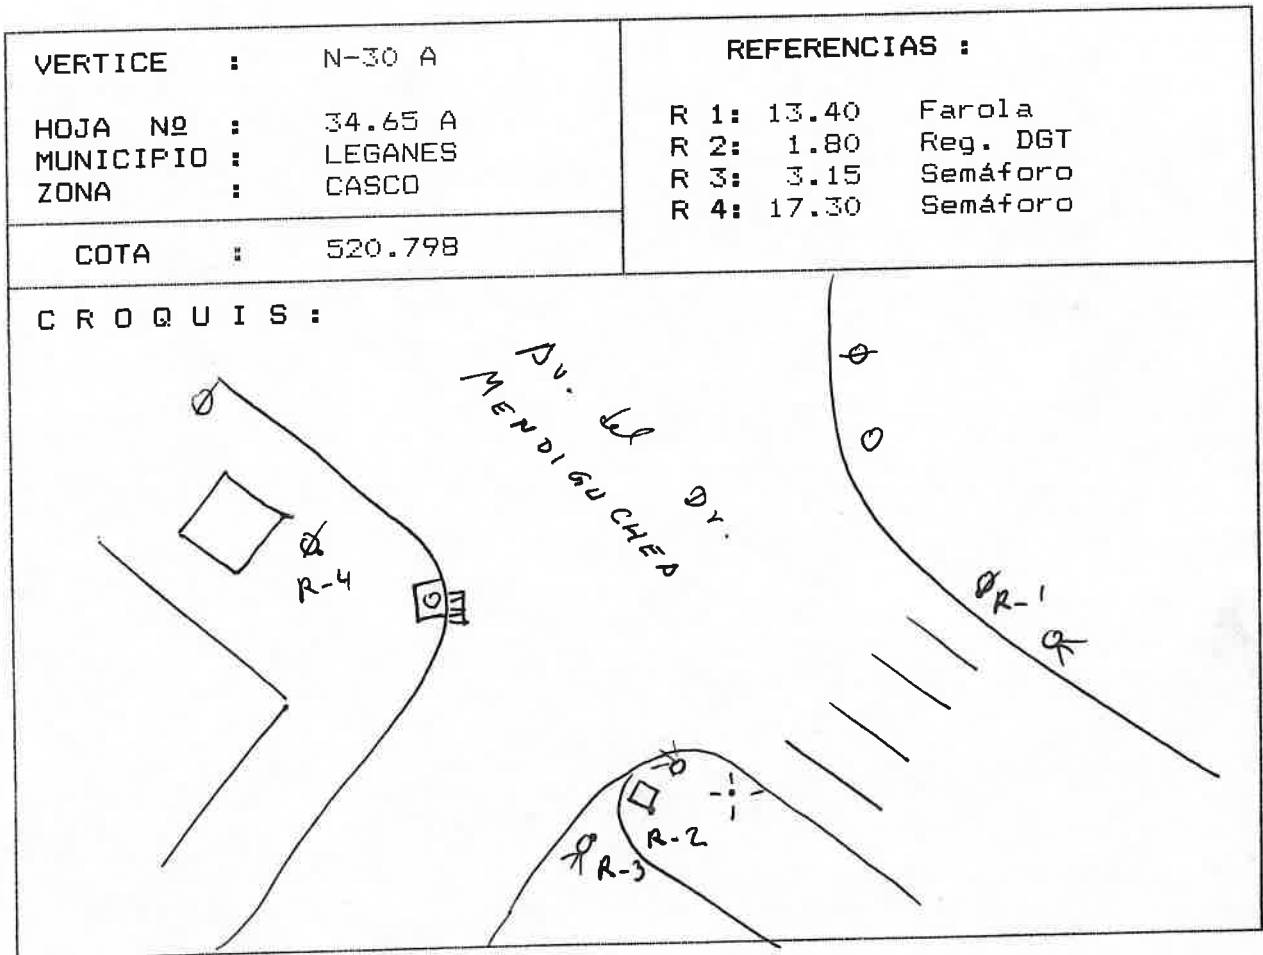 VERTICE : N-30 A
HOJA Nº : 34.65 A
MUNICIPIO : LEGANES
ZONA : CASCO
COTA : 520.798
REFERENCIAS :
R 1: 13.40 Farola
R 2: 1.80 Reg. DGT
R 3: 3.15 Semáforo
R 4: 17.30 Semáforo
C R O Q U I S :
Av. del Dr.
MENDIGUCHEA
R-4
R-1
R-2
R-3